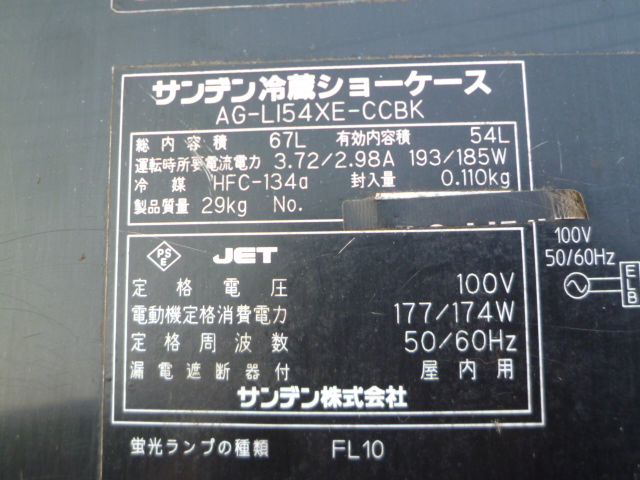 サンデン冷蔵ショーケース
AG-LI54XE-CCBK
総内容積 67L 有効内容積 54L
運転時所要電流電力 3.72/2.98A 193/185W
冷媒 HFC-134a 封入量 0.110kg
製品質量 29kg No.
PSE JET
定格電圧 100V
電動機定格消費電力 177/174W
定格周波数 50/60Hz
漏電遮断器付 屋内用
サンデン株式会社
100V
50/60Hz
ELB
蛍光ランプの種類 FL10